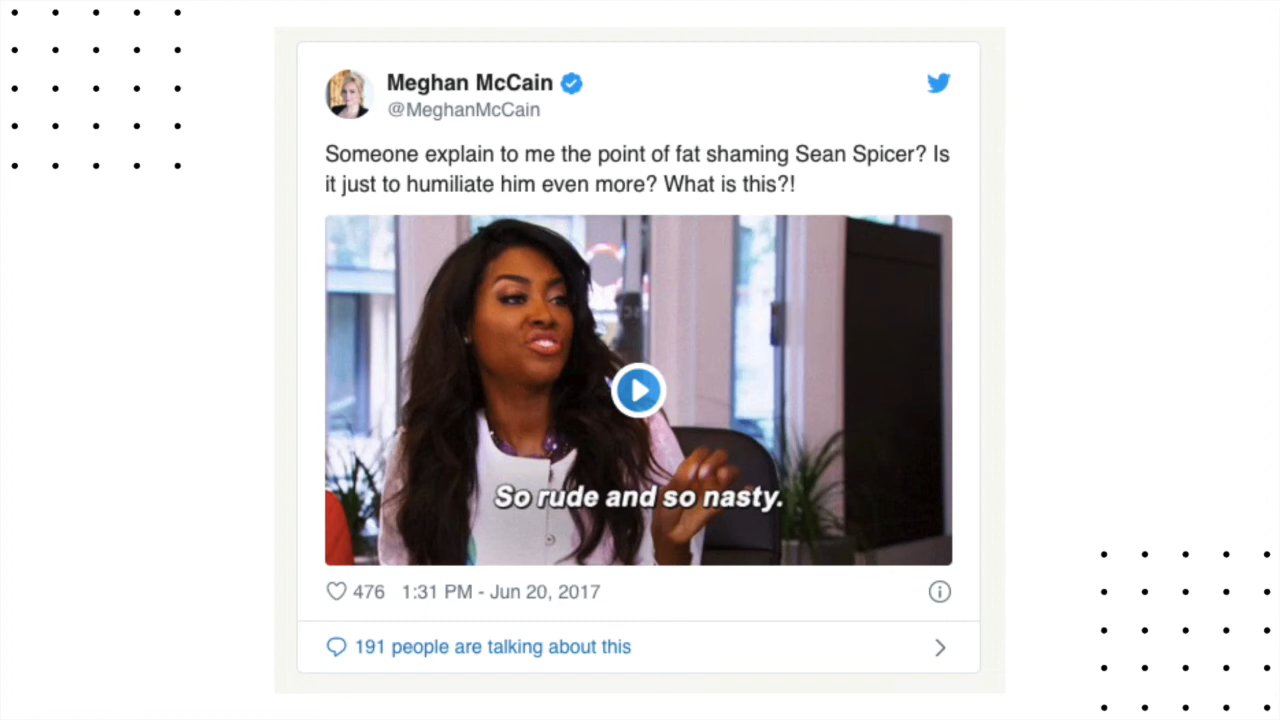 Meghan McCain
@MeghanMcCain
Someone explain to me the point of fat shaming Sean Spicer? Is
it just to humiliate him even more? What is this?!
So rude and so nasty.
476 1:31 PM - Jun 20, 2017
191 people are talking about this